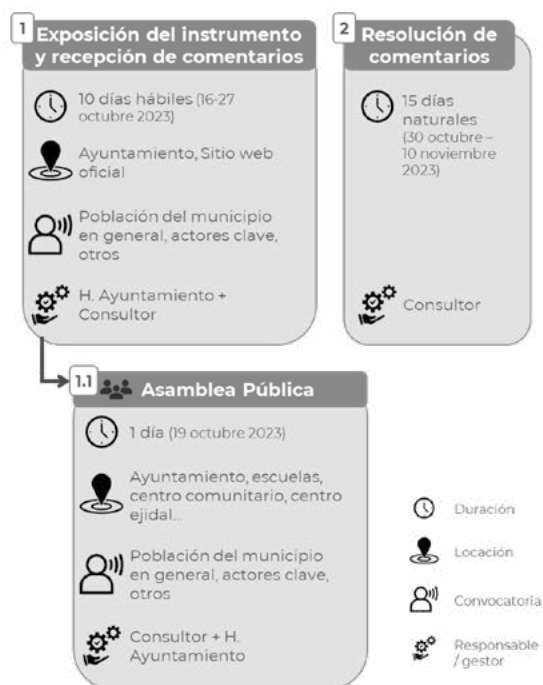 1
Exposición del instrumento
y recepción de comentarios
10 días hábiles (16-27
octubre 2023)
Ayuntamiento, Sitio web
oficial
Población del municipio
en general, actores clave,
otros
H. Ayuntamiento +
Consultor
2
Resolución de
comentarios
15 días
naturales
(30 octubre –
10 noviembre
2023)
Consultor
1.1
Asamblea Pública
1 día (19 octubre 2023)
Ayuntamiento, escuelas,
centro comunitario, centro
ejidal...
Población del municipio
en general, actores clave,
otros
Consultor + H.
Ayuntamiento
Duración
Locación
Convocatoria
Responsable
/ gestor